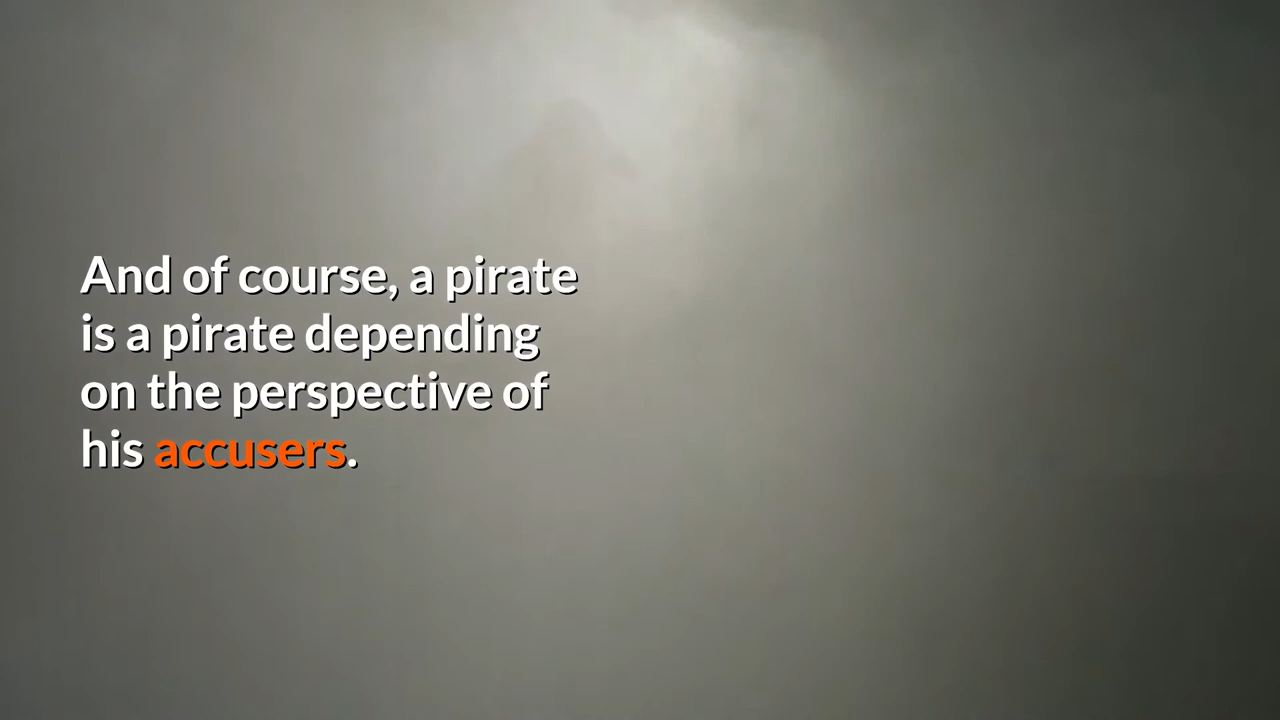 And of course, a pirate
is a pirate depending
on the perspective of
his accusers.